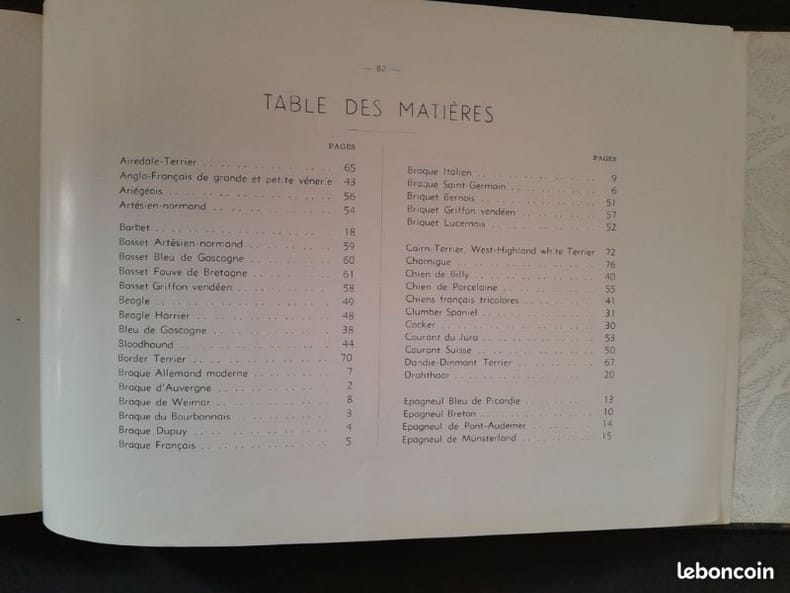 — 82 —
TABLE DES MATIÈRES
PAGES
Airedale-Terrier . . . . . . . . . . 65
Anglo-Français de grande et petite vénerie 43
Ariégeois . . . . . . . . . . 56
Artésien-normand . . . . . . . . . . 54
Barbet . . . . . . . . . . 18
Basset Artésien-normand . . . . . . . . . . 59
Basset Bleu de Gascogne . . . . . . . . . . 60
Basset Fauve de Bretagne . . . . . . . . . . 61
Basset Griffon vendéen . . . . . . . . . . 58
Beagle . . . . . . . . . . 49
Beagle Harrier . . . . . . . . . . 48
Bleu de Gascogne . . . . . . . . . . 38
Bloodhound . . . . . . . . . . 44
Border Terrier . . . . . . . . . . 70
Braque Allemand moderne . . . . . . . . . . 7
Braque d'Auvergne . . . . . . . . . . 2
Braque de Weimar . . . . . . . . . . 8
Braque du Bourbonnais . . . . . . . . . . 3
Braque Dupuy . . . . . . . . . . 4
Braque Français . . . . . . . . . . 5
PAGES
Braque Italien . . . . . . . . . . 9
Braque Saint-Germain . . . . . . . . . . 6
Briquet Bernois . . . . . . . . . . 51
Briquet Griffon vendéen . . . . . . . . . . 57
Briquet Lucernois . . . . . . . . . . 52
Cairn-Terrier, West-Highland white Terrier 72
Charnigue . . . . . . . . . . 76
Chien de Billy . . . . . . . . . . 40
Chien de Porcelaine . . . . . . . . . . 55
Chiens français tricolores . . . . . . . . . . 41
Clumber Spaniel . . . . . . . . . . 31
Cocker . . . . . . . . . . 30
Courant du Jura . . . . . . . . . . 53
Courant Suisse . . . . . . . . . . 50
Dandie-Dinmont Terrier . . . . . . . . . . 67
Drahthaar . . . . . . . . . . 20
Epagneul Bleu de Picardie . . . . . . . . . . 13
Epagneul Breton . . . . . . . . . . 10
Epagneul de Pont-Audemer . . . . . . . . . . 14
Epagneul de Münsterland . . . . . . . . . . 15
leboncoin